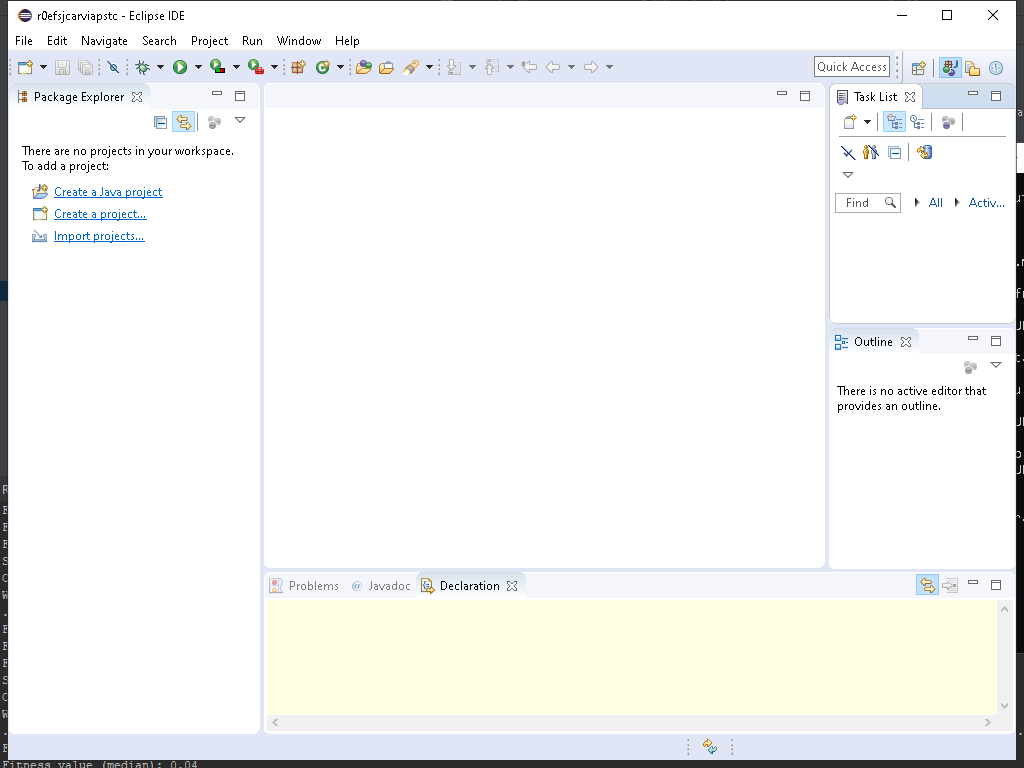 r0efsjcarviapstc - Eclipse IDE
File Edit Navigate Search Project Run Window Help
Quick Access
Package Explorer
There are no projects in your workspace.
To add a project:
Create a Java project
Create a project...
Import projects...
Task List
Find All Activ...
Outline
There is no active editor that
provides an outline.
Problems @ Javadoc Declaration
Fitness value (median): 0.04